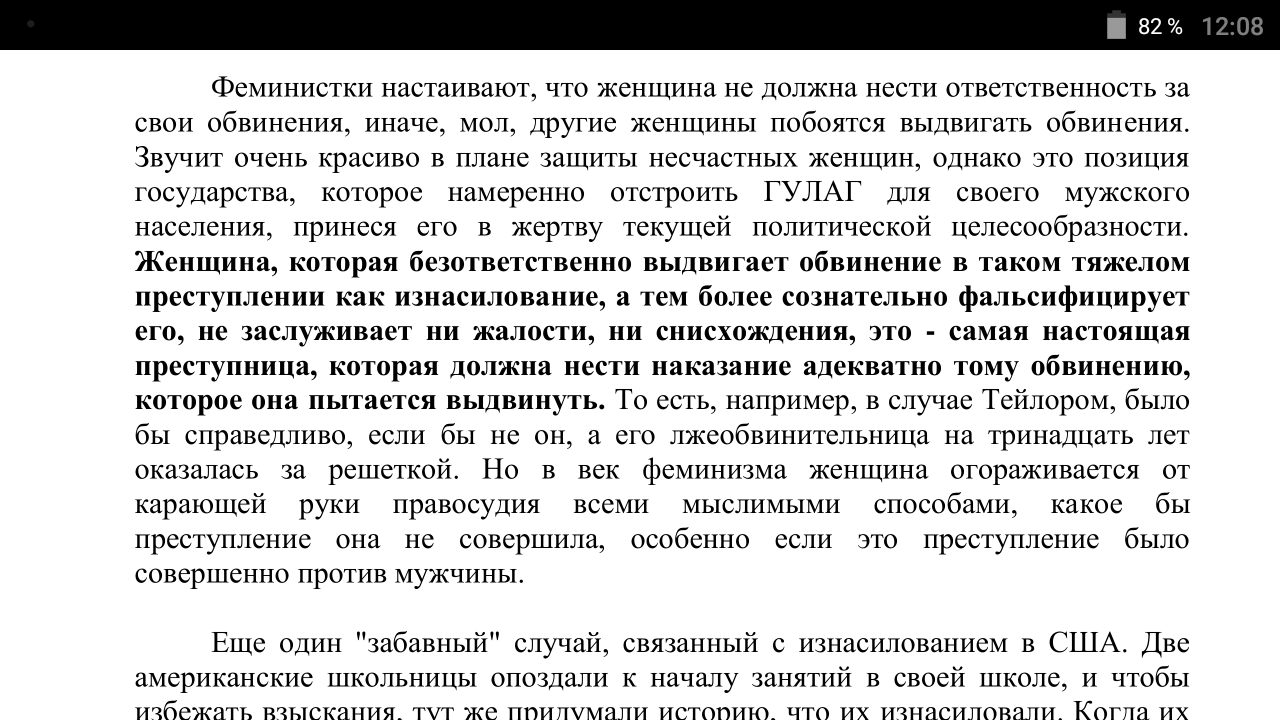 82 % 12:08
Феминистки настаивают, что женщина не должна нести ответственность за
свои обвинения, иначе, мол, другие женщины побоятся выдвигать обвинения.
Звучит очень красиво в плане защиты несчастных женщин, однако это позиция
государства, которое намеренно отстроить ГУЛАГ для своего мужского
населения, принеся его в жертву текущей политической целесообразности.
Женщина, которая безответственно выдвигает обвинение в таком тяжелом
преступлении как изнасилование, а тем более сознательно фальсифицирует
его, не заслуживает ни жалости, ни снисхождения, это - самая настоящая
преступница, которая должна нести наказание адекватно тому обвинению,
которое она пытается выдвинуть. То есть, например, в случае Тейлором, было
бы справедливо, если бы не он, а его лжеобвинительница на тринадцать лет
оказалась за решеткой. Но в век феминизма женщина огораживается от
карающей руки правосудия всеми мыслимыми способами, какое бы
преступление она не совершила, особенно если это преступление было
совершенно против мужчины.
Еще один "забавный" случай, связанный с изнасилованием в США. Две
американские школьницы опоздали к началу занятий в своей школе, и чтобы
избежать взыскания, тут же придумали историю, что их изнасиловали. Когда их